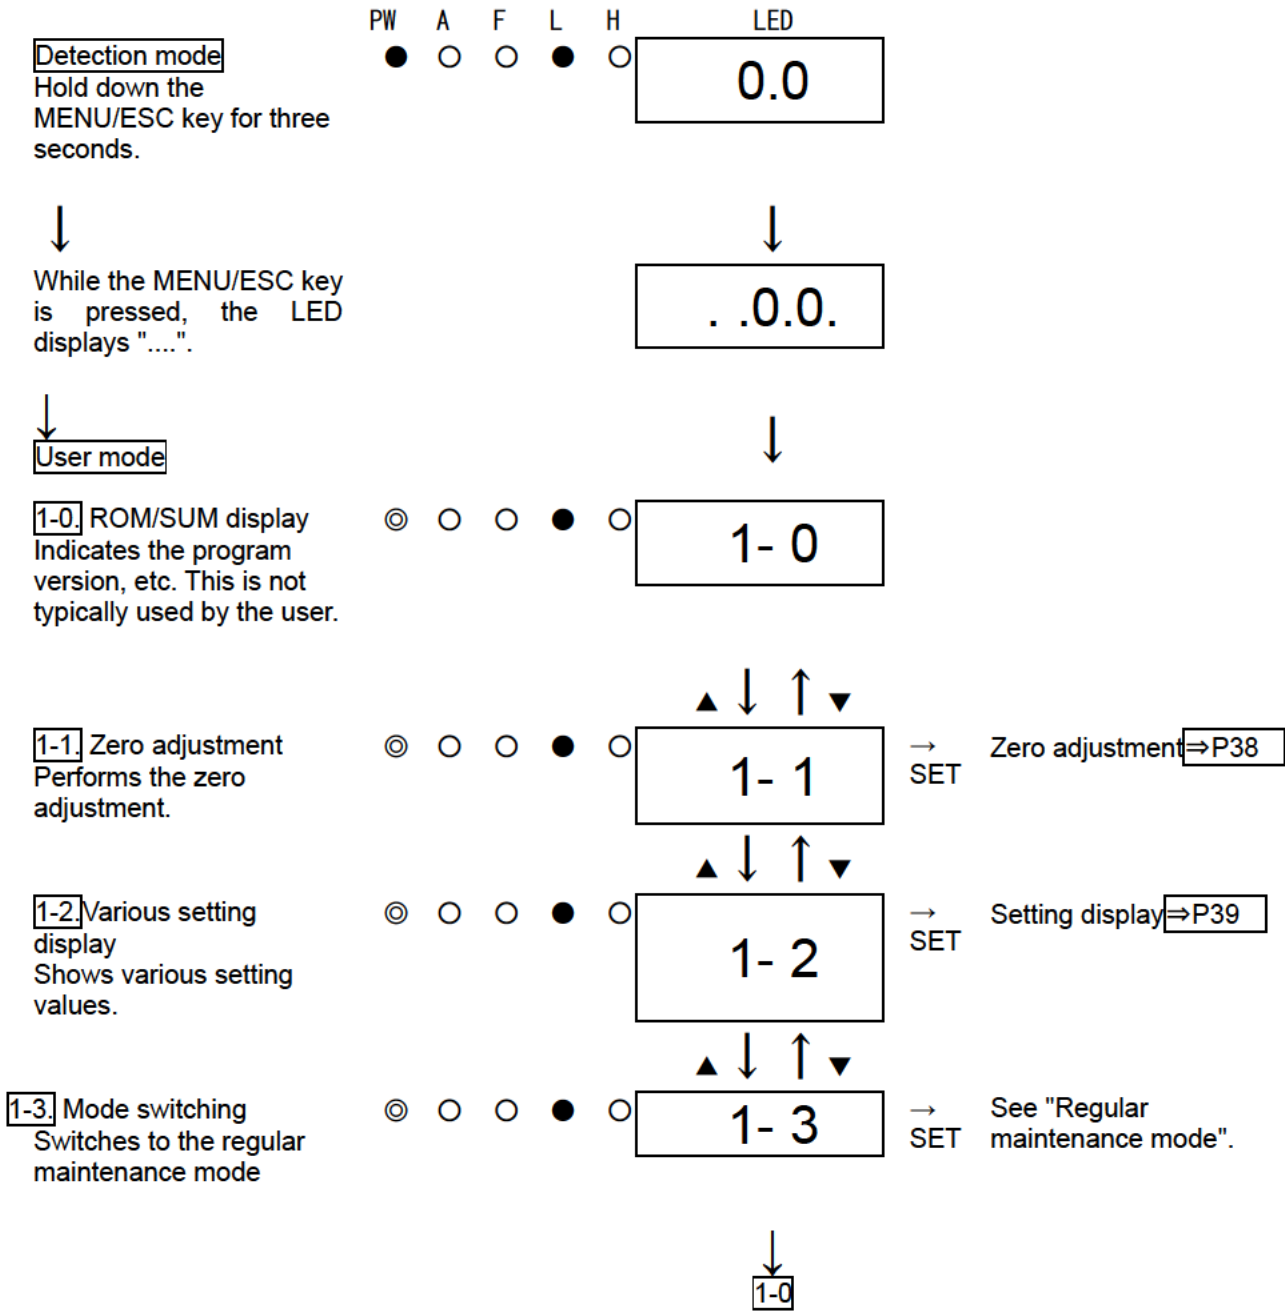 PW A F L H LED
Detection mode
Hold down the
MENU/ESC key for three
seconds.
● ○ ○ ● ○
0.0
↓ ↓
While the MENU/ESC key
is pressed, the LED
displays "....".
. .0.0.
↓ ↓
User mode
1-0. ROM/SUM display
Indicates the program
version, etc. This is not
typically used by the user.
◎ ○ ○ ● ○
1- 0
▲ ↓ ↑ ▼
1-1. Zero adjustment
Performs the zero
adjustment.
◎ ○ ○ ● ○
1- 1
→
SET
Zero adjustment⇒P38
▲ ↓ ↑ ▼
1-2.Various setting
display
Shows various setting
values.
◎ ○ ○ ● ○
1- 2
→
SET
Setting display⇒P39
▲ ↓ ↑ ▼
1-3. Mode switching
Switches to the regular
maintenance mode
◎ ○ ○ ● ○
1- 3
→
SET
See "Regular
maintenance mode".
↓
1-0